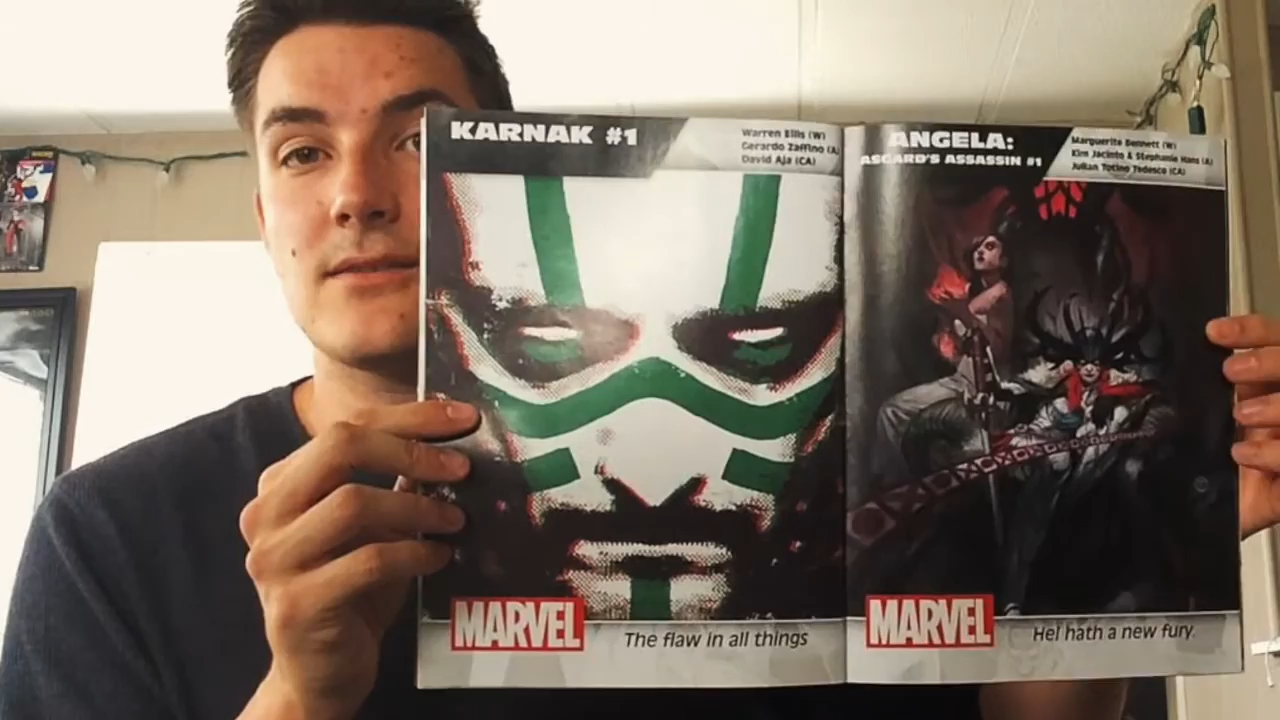 KARNAK #1
Warren Ellis (W)
Gerardo Zaffino (A)
David Aja (CA)
MARVEL
The flaw in all things
ANGELA:
ASGARD'S ASSASSIN #1
Marguerite Bennett (W)
Kim Jacinto & Stephanie Hans (A)
Julian Totino Tedesco (CA)
MARVEL
Hel hath a new fury.